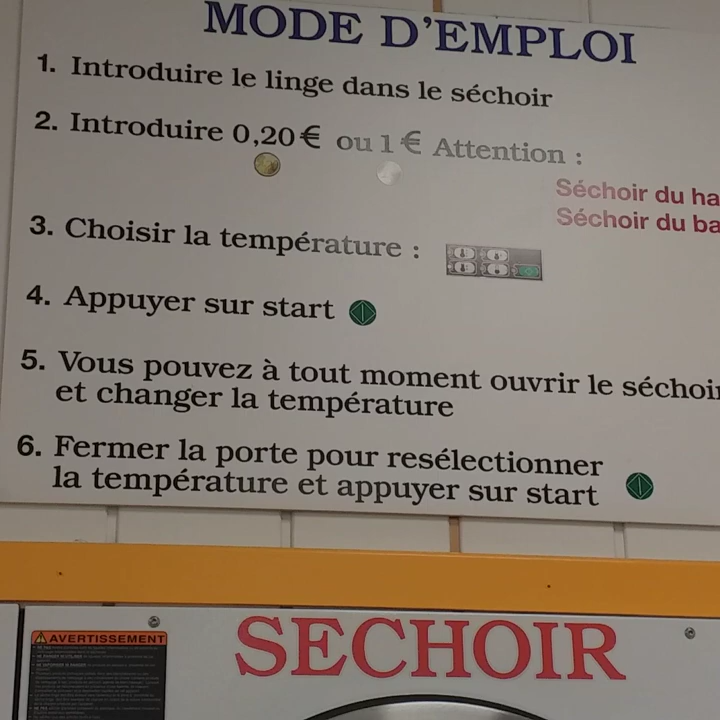 MODE D'EMPLOI
1. Introduire le linge dans le séchoir
2. Introduire 0,20 € ou 1 € Attention :
Séchoir du ha
Séchoir du ba
3. Choisir la température :
4. Appuyer sur start
5. Vous pouvez à tout moment ouvrir le séchoir
et changer la température
6. Fermer la porte pour resélectionner
la température et appuyer sur start
AVERTISSEMENT
SECHOIR